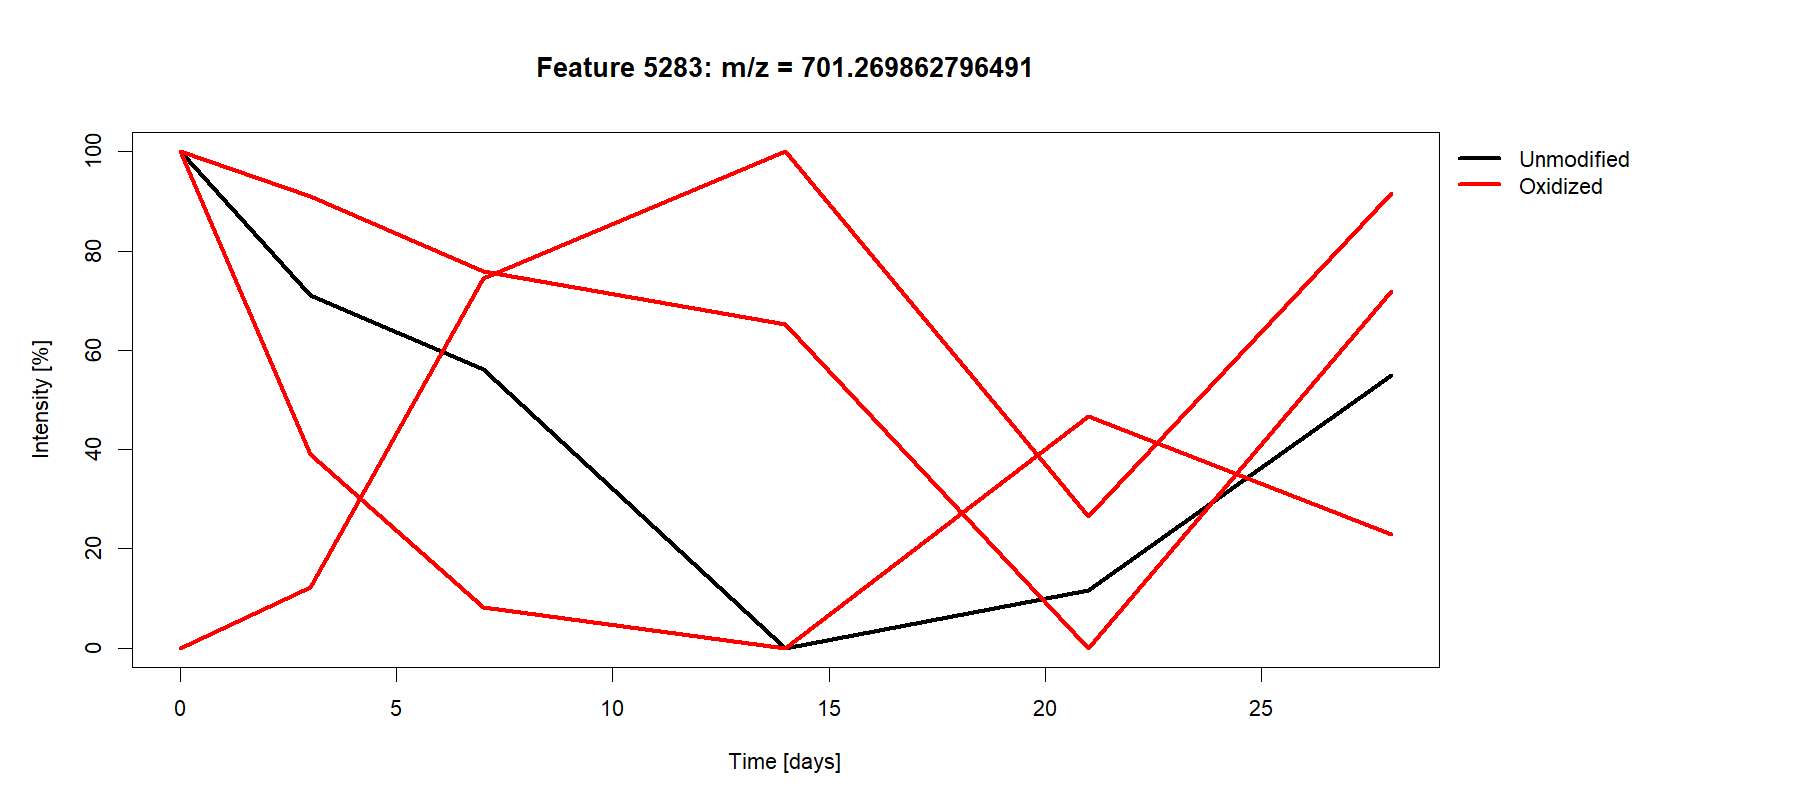 Feature 5283: m/z = 701.269862796491
Unmodified
Oxidized
Intensity [%]
100
80
60
40
20
0
0 5 10 15 20 25
Time [days]